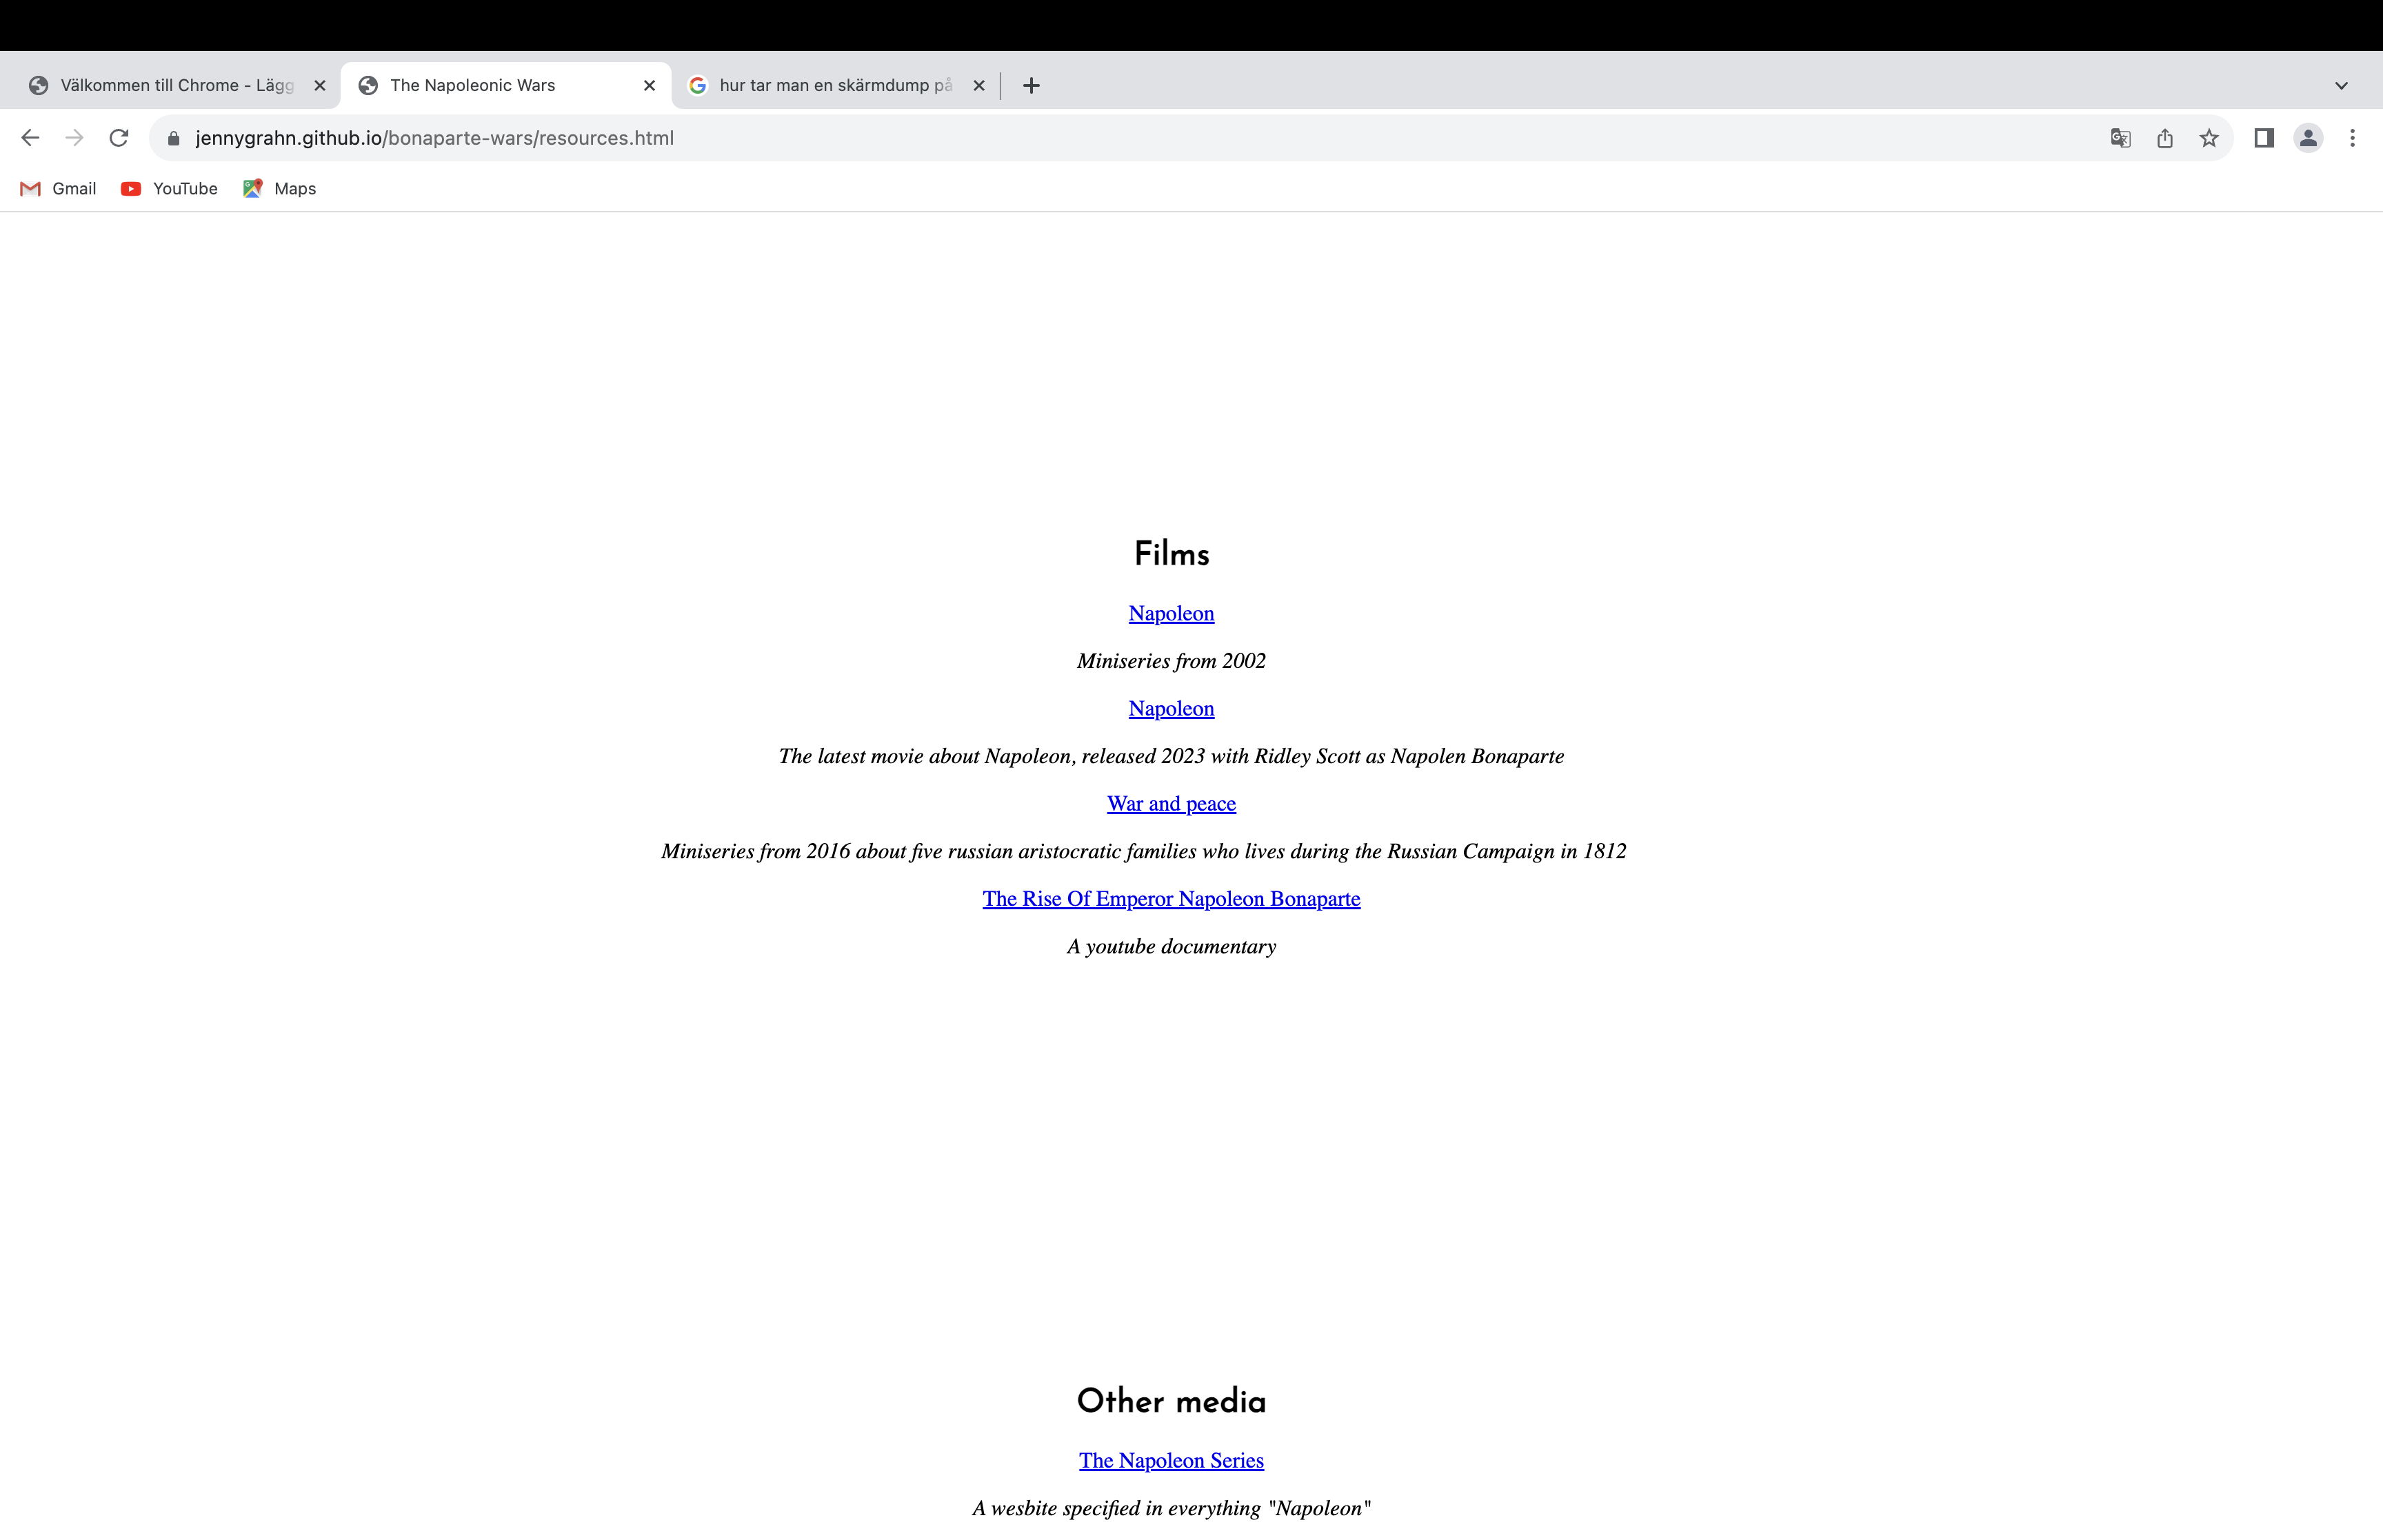 Välkommen till Chrome - Lägg
The Napoleonic Wars
hur tar man en skärmdump på
jennygrahn.github.io/bonaparte-wars/resources.html
Gmail
YouTube
Maps
Films
Napoleon
Miniseries from 2002
Napoleon
The latest movie about Napoleon, released 2023 with Ridley Scott as Napolen Bonaparte
War and peace
Miniseries from 2016 about five russian aristocratic families who lives during the Russian Campaign in 1812
The Rise Of Emperor Napoleon Bonaparte
A youtube documentary
Other media
The Napoleon Series
A wesbite specified in everything "Napoleon"